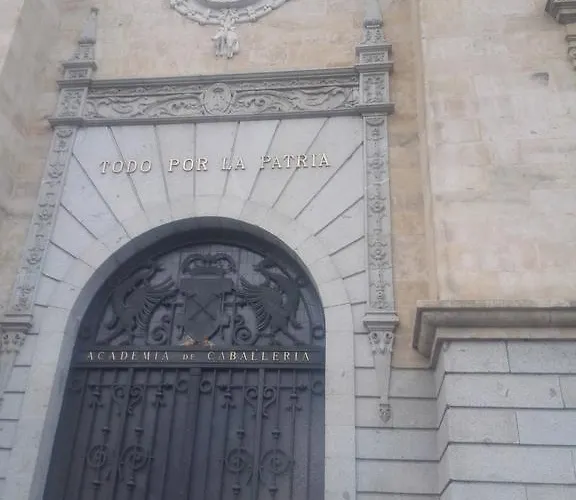 TODO POR LA PATRIA
ACADEMIA DE CABALLERIA